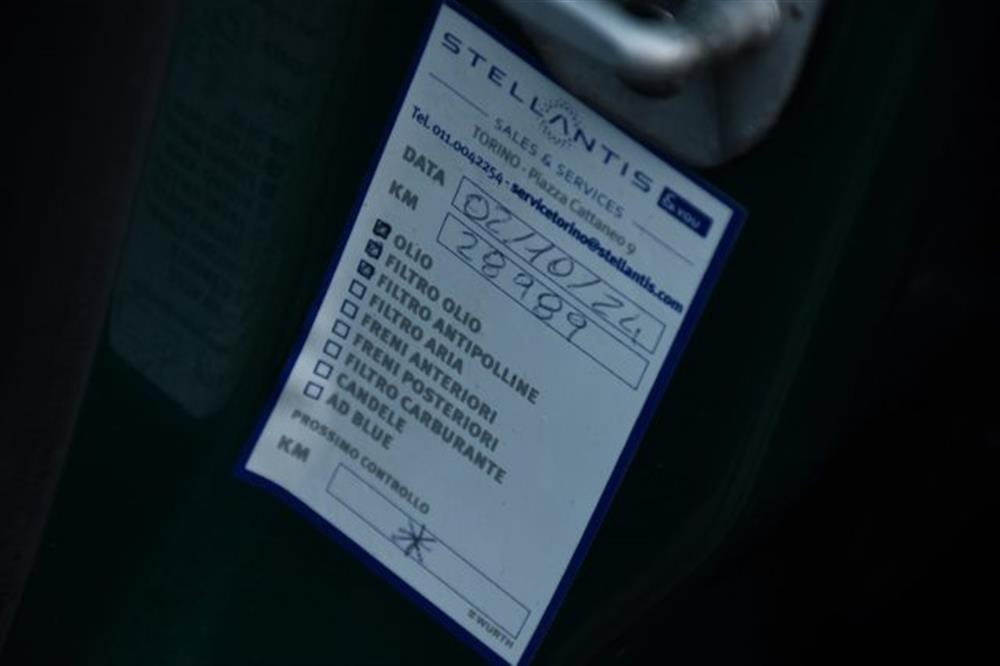 STELLANTIS &YOU
SALES & SERVICES
TORINO - Piazza Cattaneo 9
Tel. 011.0042254 - servicetorino@stellantis.com
DATA 02/10/24
KM 28989
OLIO
FILTRO OLIO
FILTRO ANTIPOLLINE
FILTRO ARIA
FRENI ANTERIORI
FRENI POSTERIORI
FILTRO CARBURANTE
CANDELE
AD BLUE
PROSSIMO CONTROLLO
KM
WÜRTH